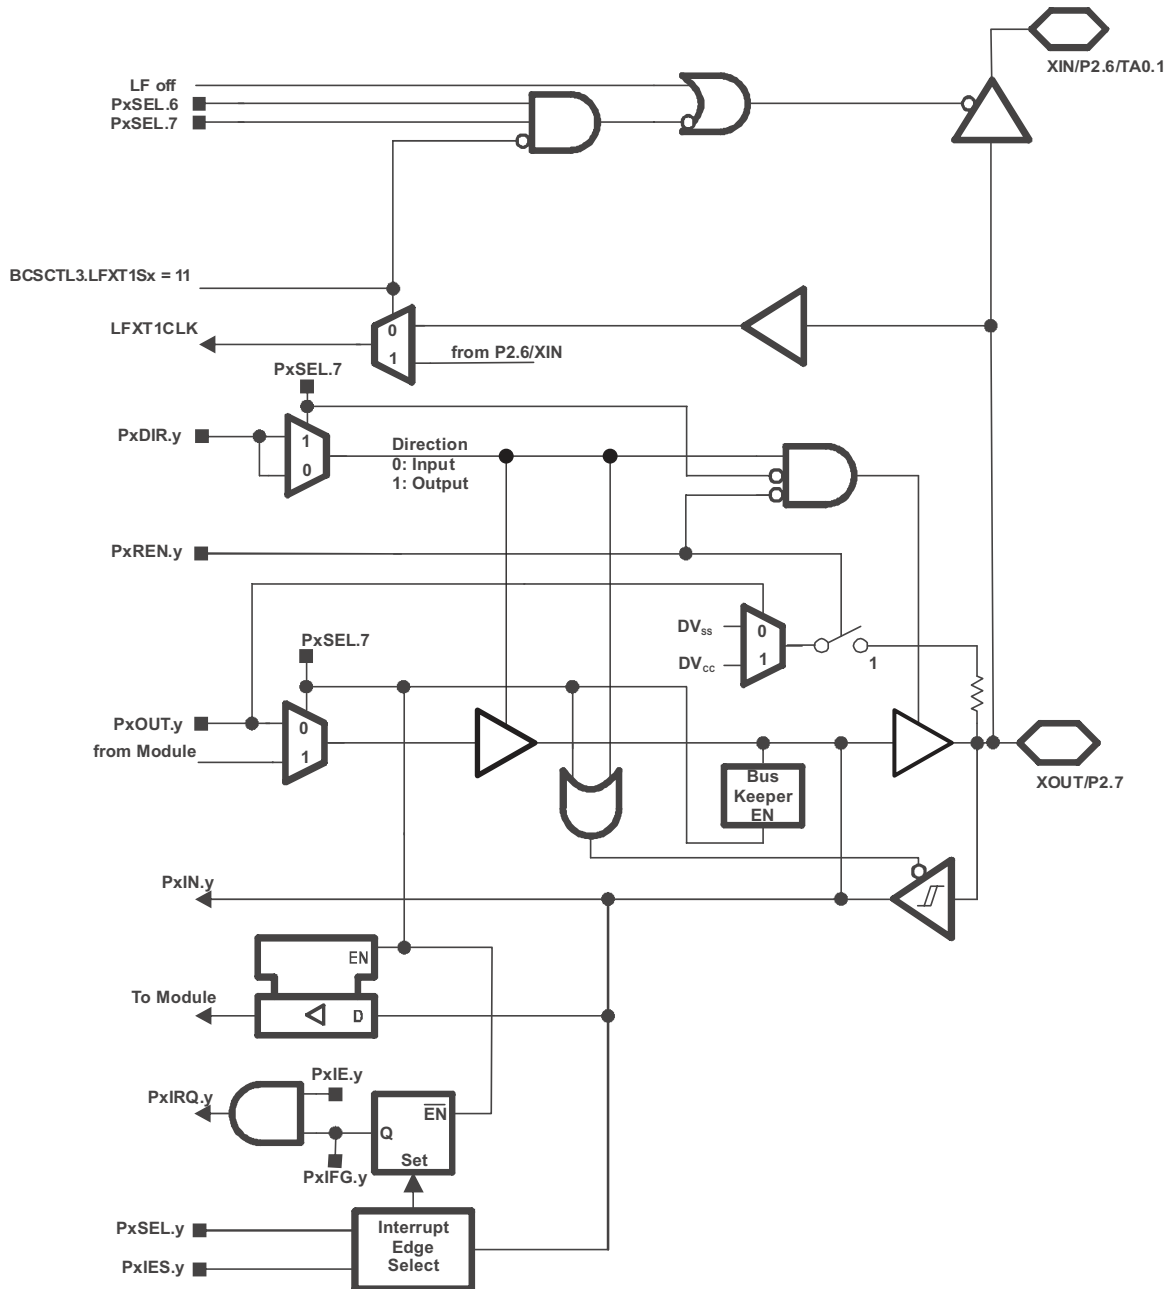 XIN/P2.6/TA0.1
LF off
PxSEL.6
PxSEL.7
BCSCTL3.LFXT1Sx = 11
LFXT1CLK
0
1
from P2.6/XIN
PxSEL.7
PxDIR.y
1
0
Direction
0: Input
1: Output
PxREN.y
DVSS
0
DVCC
1
1
PxSEL.7
PxOUT.y
0
from Module
1
Bus
Keeper
EN
XOUT/P2.7
PxIN.y
EN
To Module
D
PxIE.y
PxIRQ.y
EN
Q
Set
PxIFG.y
PxSEL.y
PxIES.y
Interrupt
Edge
Select